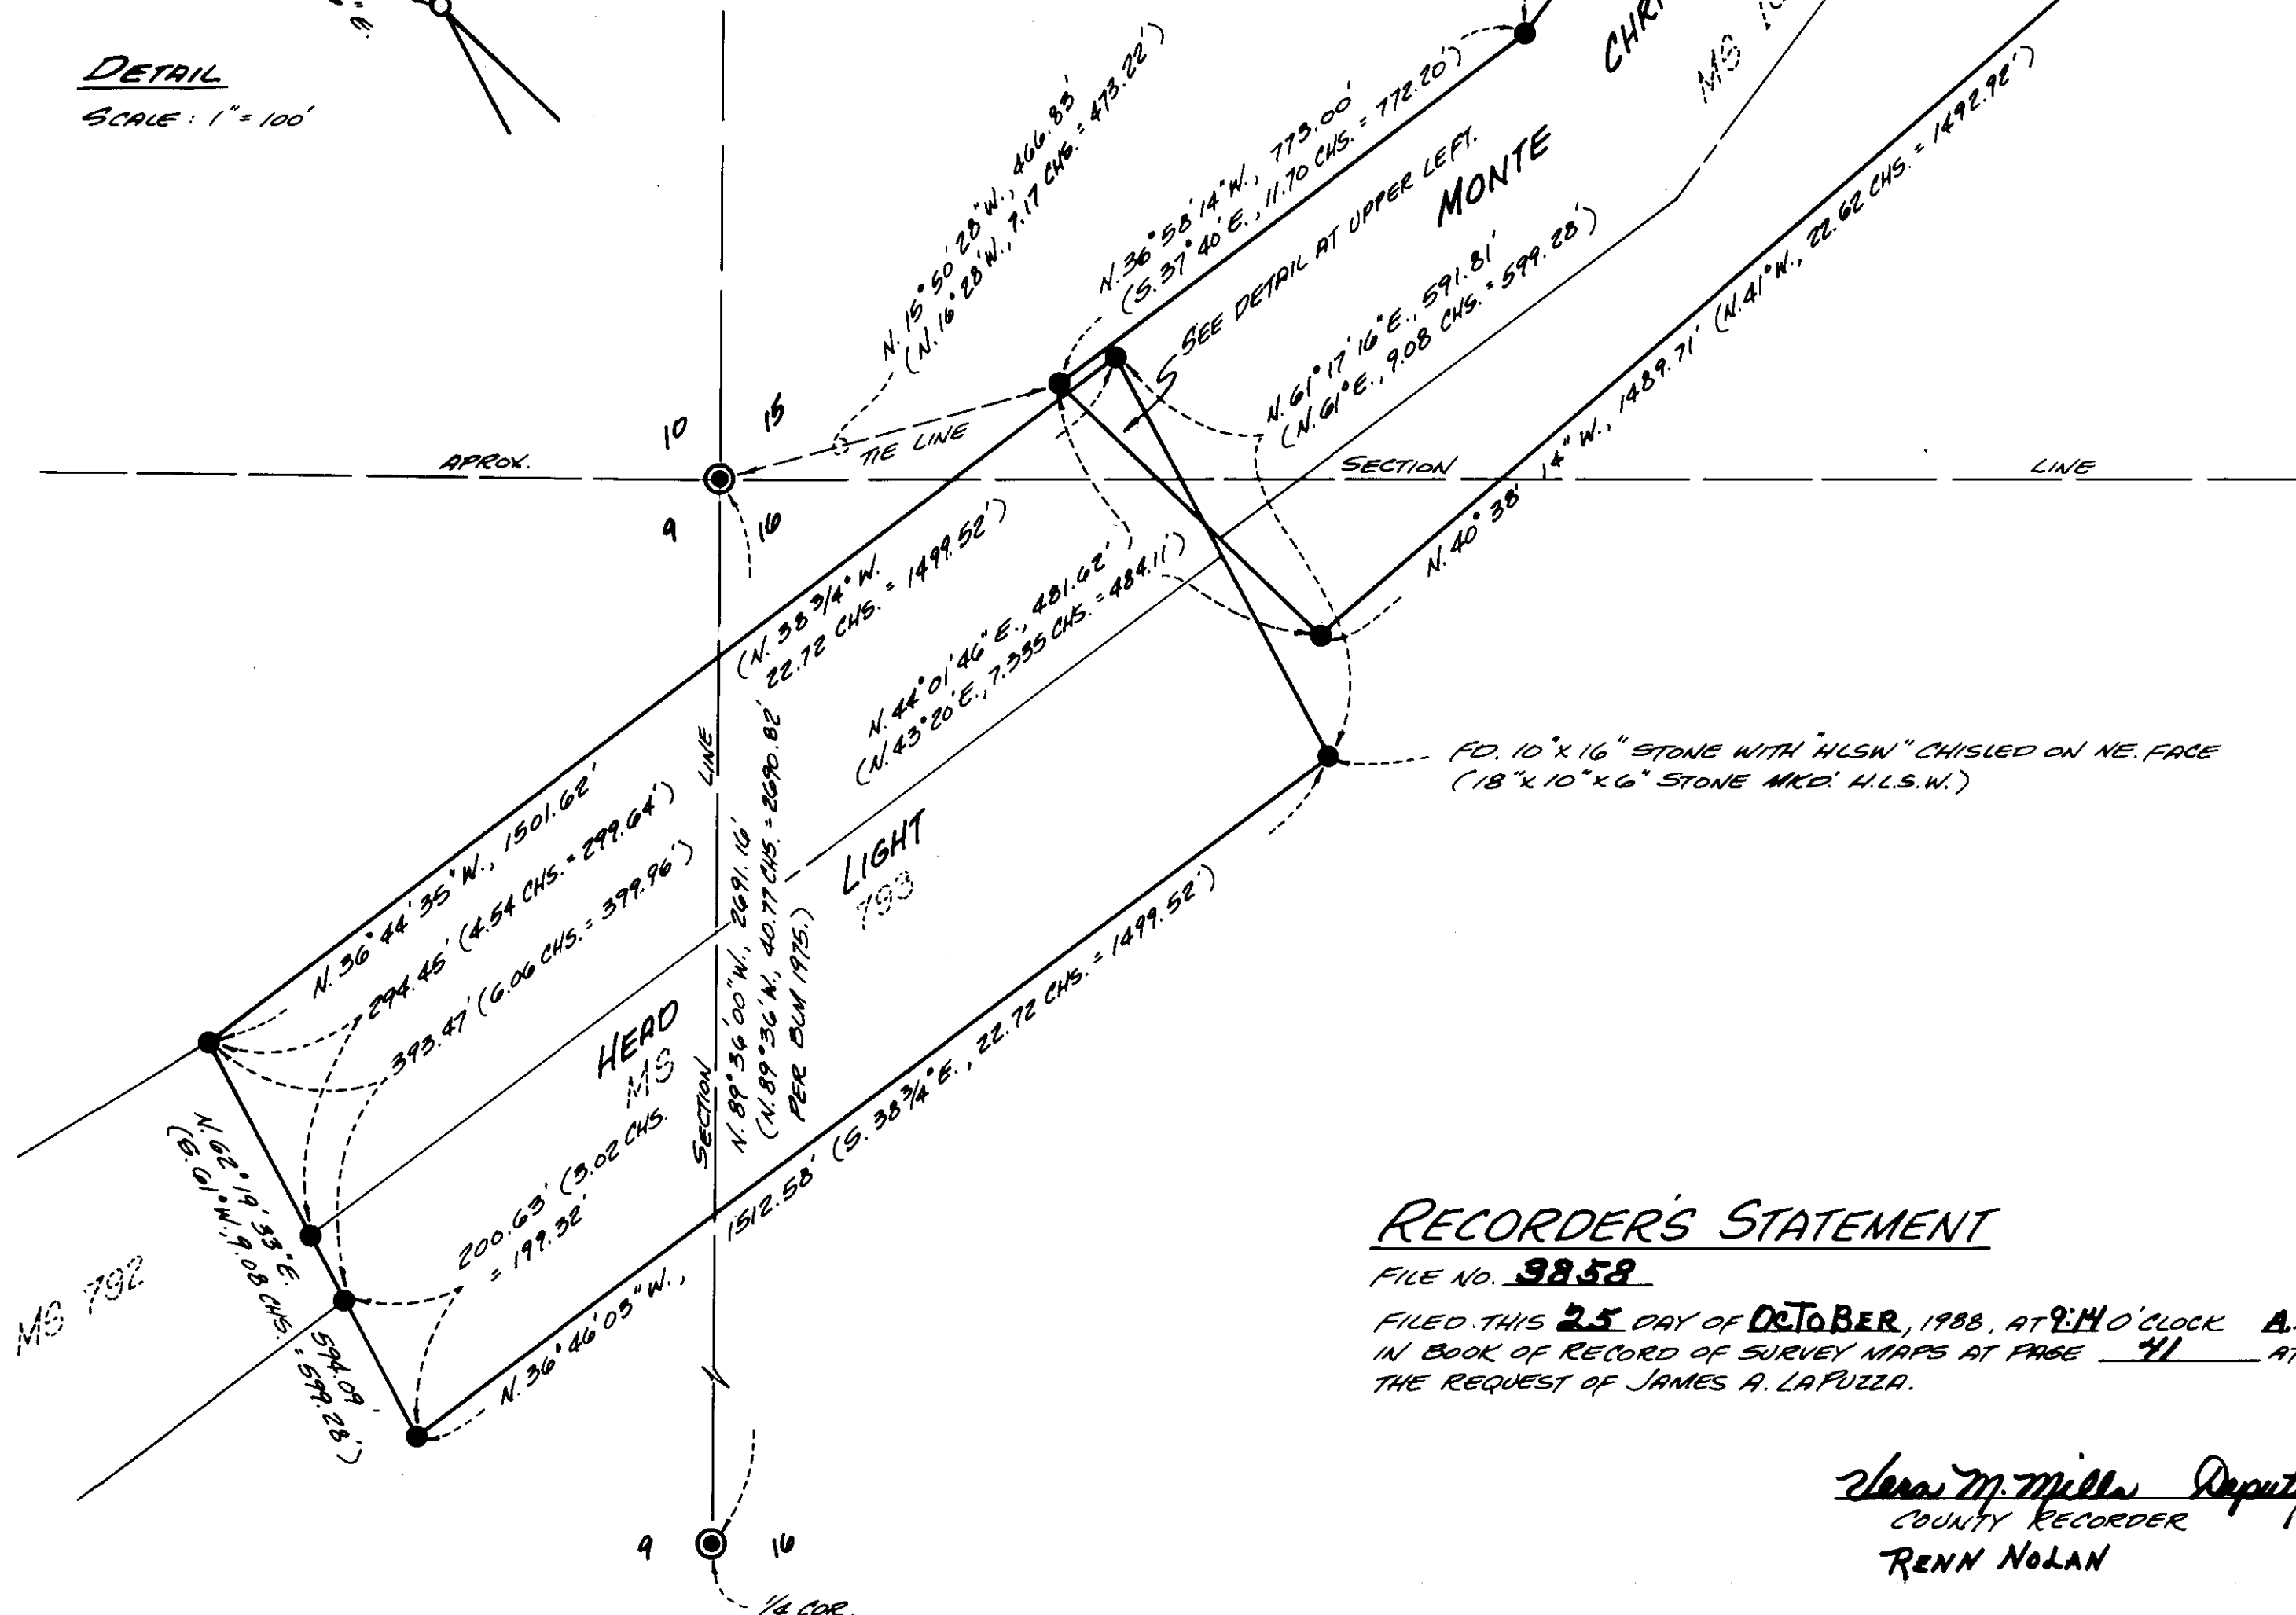 DETAIL
SCALE: 1" = 100'
"E.
N. 15° 50' 28" W., 466.83'
(N. 16° 28' W., 7.17 CHS. = 473.22')
N. 36° 58' 14" W., 773.00'
(S. 37° 40' E., 11.70 CHS. = 772.20')
SEE DETAIL AT UPPER LEFT.
MONTE
MS
N. 61° 17' 16" E., 591.81'
(N. 61° E., 9.08 CHS. = 599.28')
N. 40° 38' 14" W., 1489.71' (N. 41° W., 22.62 CHS. = 1492.92')
10 15
TIE LINE
APROX. SECTION LINE
9 16
(N. 38 3/4° W.
22.72 CHS. = 1499.52')
N. 44° 01' 46" E., 481.62'
(N. 43° 20' E., 7.335 CHS. = 484.11')
FD. 10" X 16" STONE WITH "HLSW" CHISLED ON NE. FACE
(18" X 10" X 6" STONE MKD. H.L.S.W.)
N. 36° 44' 35" W., 1501.62'
294.45' (4.54 CHS. = 299.64')
393.47' (6.06 CHS. = 399.96')
SECTION LINE
N. 89° 36' 00" W., 2691.16'
(N. 89° 36' W., 40.77 CHS. = 2690.82'
PER BLM 1975.)
HEAD LIGHT
MS 793
N. 62° 19' 33" E. 594.09'
(S. 61° W., 9.08 CHS. = 599.28')
200.63' (3.02 CHS.
= 199.32'
N. 36° 46' 03" W., 1512.58' (S. 38 3/4° E., 22.72 CHS. = 1499.52')
MS 792
9 16
1/4 COR.
RECORDER'S STATEMENT
FILE NO. 3858
FILED THIS 25 DAY OF OCTOBER, 1988, AT 9:14 O'CLOCK A.
IN BOOK OF RECORD OF SURVEY MAPS AT PAGE 41 AT
THE REQUEST OF JAMES A. LAPUZZA.
Vera M. Mills Deputy
COUNTY RECORDER
RENN NOLAN